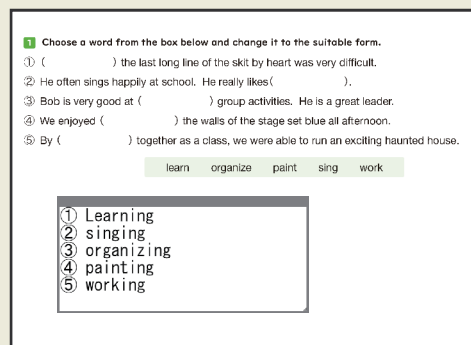 1 Choose a word from the box below and change it to the suitable form.
① (                ) the last long line of the skit by heart was very difficult.
② He often sings happily at school. He really likes(                ).
③ Bob is very good at (                ) group activities. He is a great leader.
④ We enjoyed (                ) the walls of the stage set blue all afternoon.
⑤ By (                ) together as a class, we were able to run an exciting haunted house.
learn organize paint sing work
① Learning
② singing
③ organizing
④ painting
⑤ working